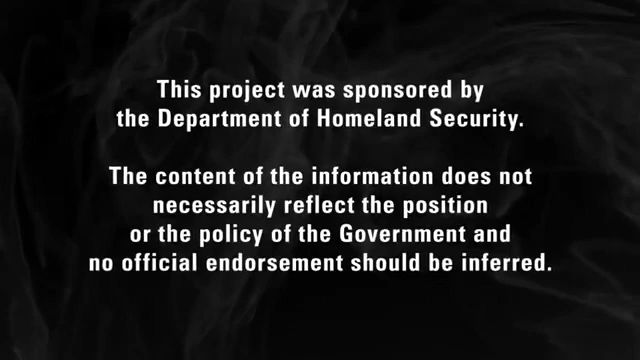 This project was sponsored by
the Department of Homeland Security.
The content of the information does not
necessarily reflect the position
or the policy of the Government and
no official endorsement should be inferred.